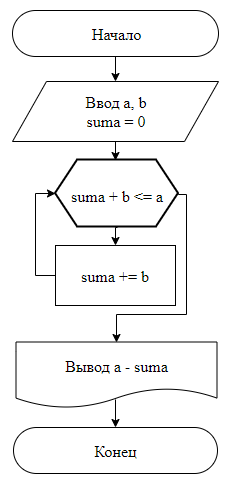 Начало
Ввод a, b
suma = 0
suma + b <= a
suma += b
Вывод a - suma
Конец